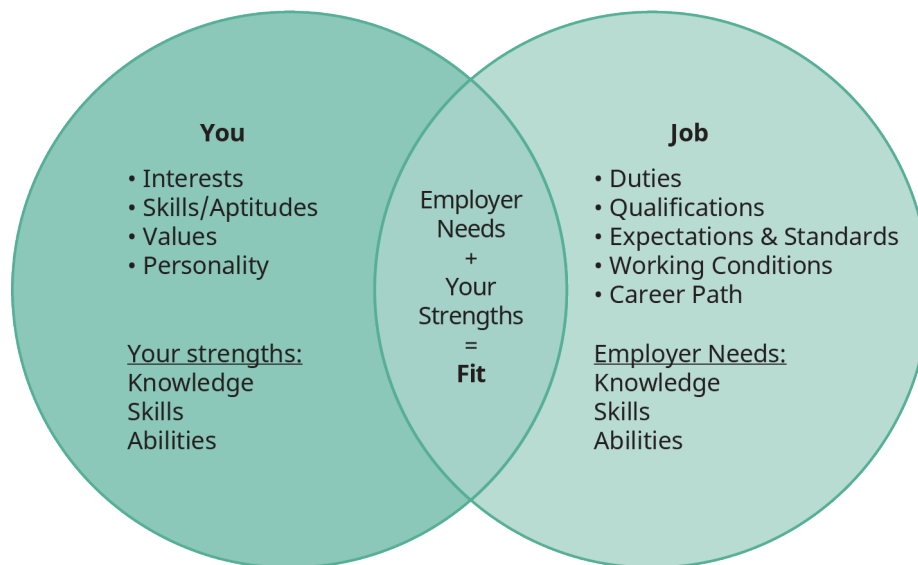 You
• Interests
• Skills/Aptitudes
• Values
• Personality
Your strengths:
Knowledge
Skills
Abilities
Employer
Needs
+
Your
Strengths
=
Fit
Job
• Duties
• Qualifications
• Expectations & Standards
• Working Conditions
• Career Path
Employer Needs:
Knowledge
Skills
Abilities